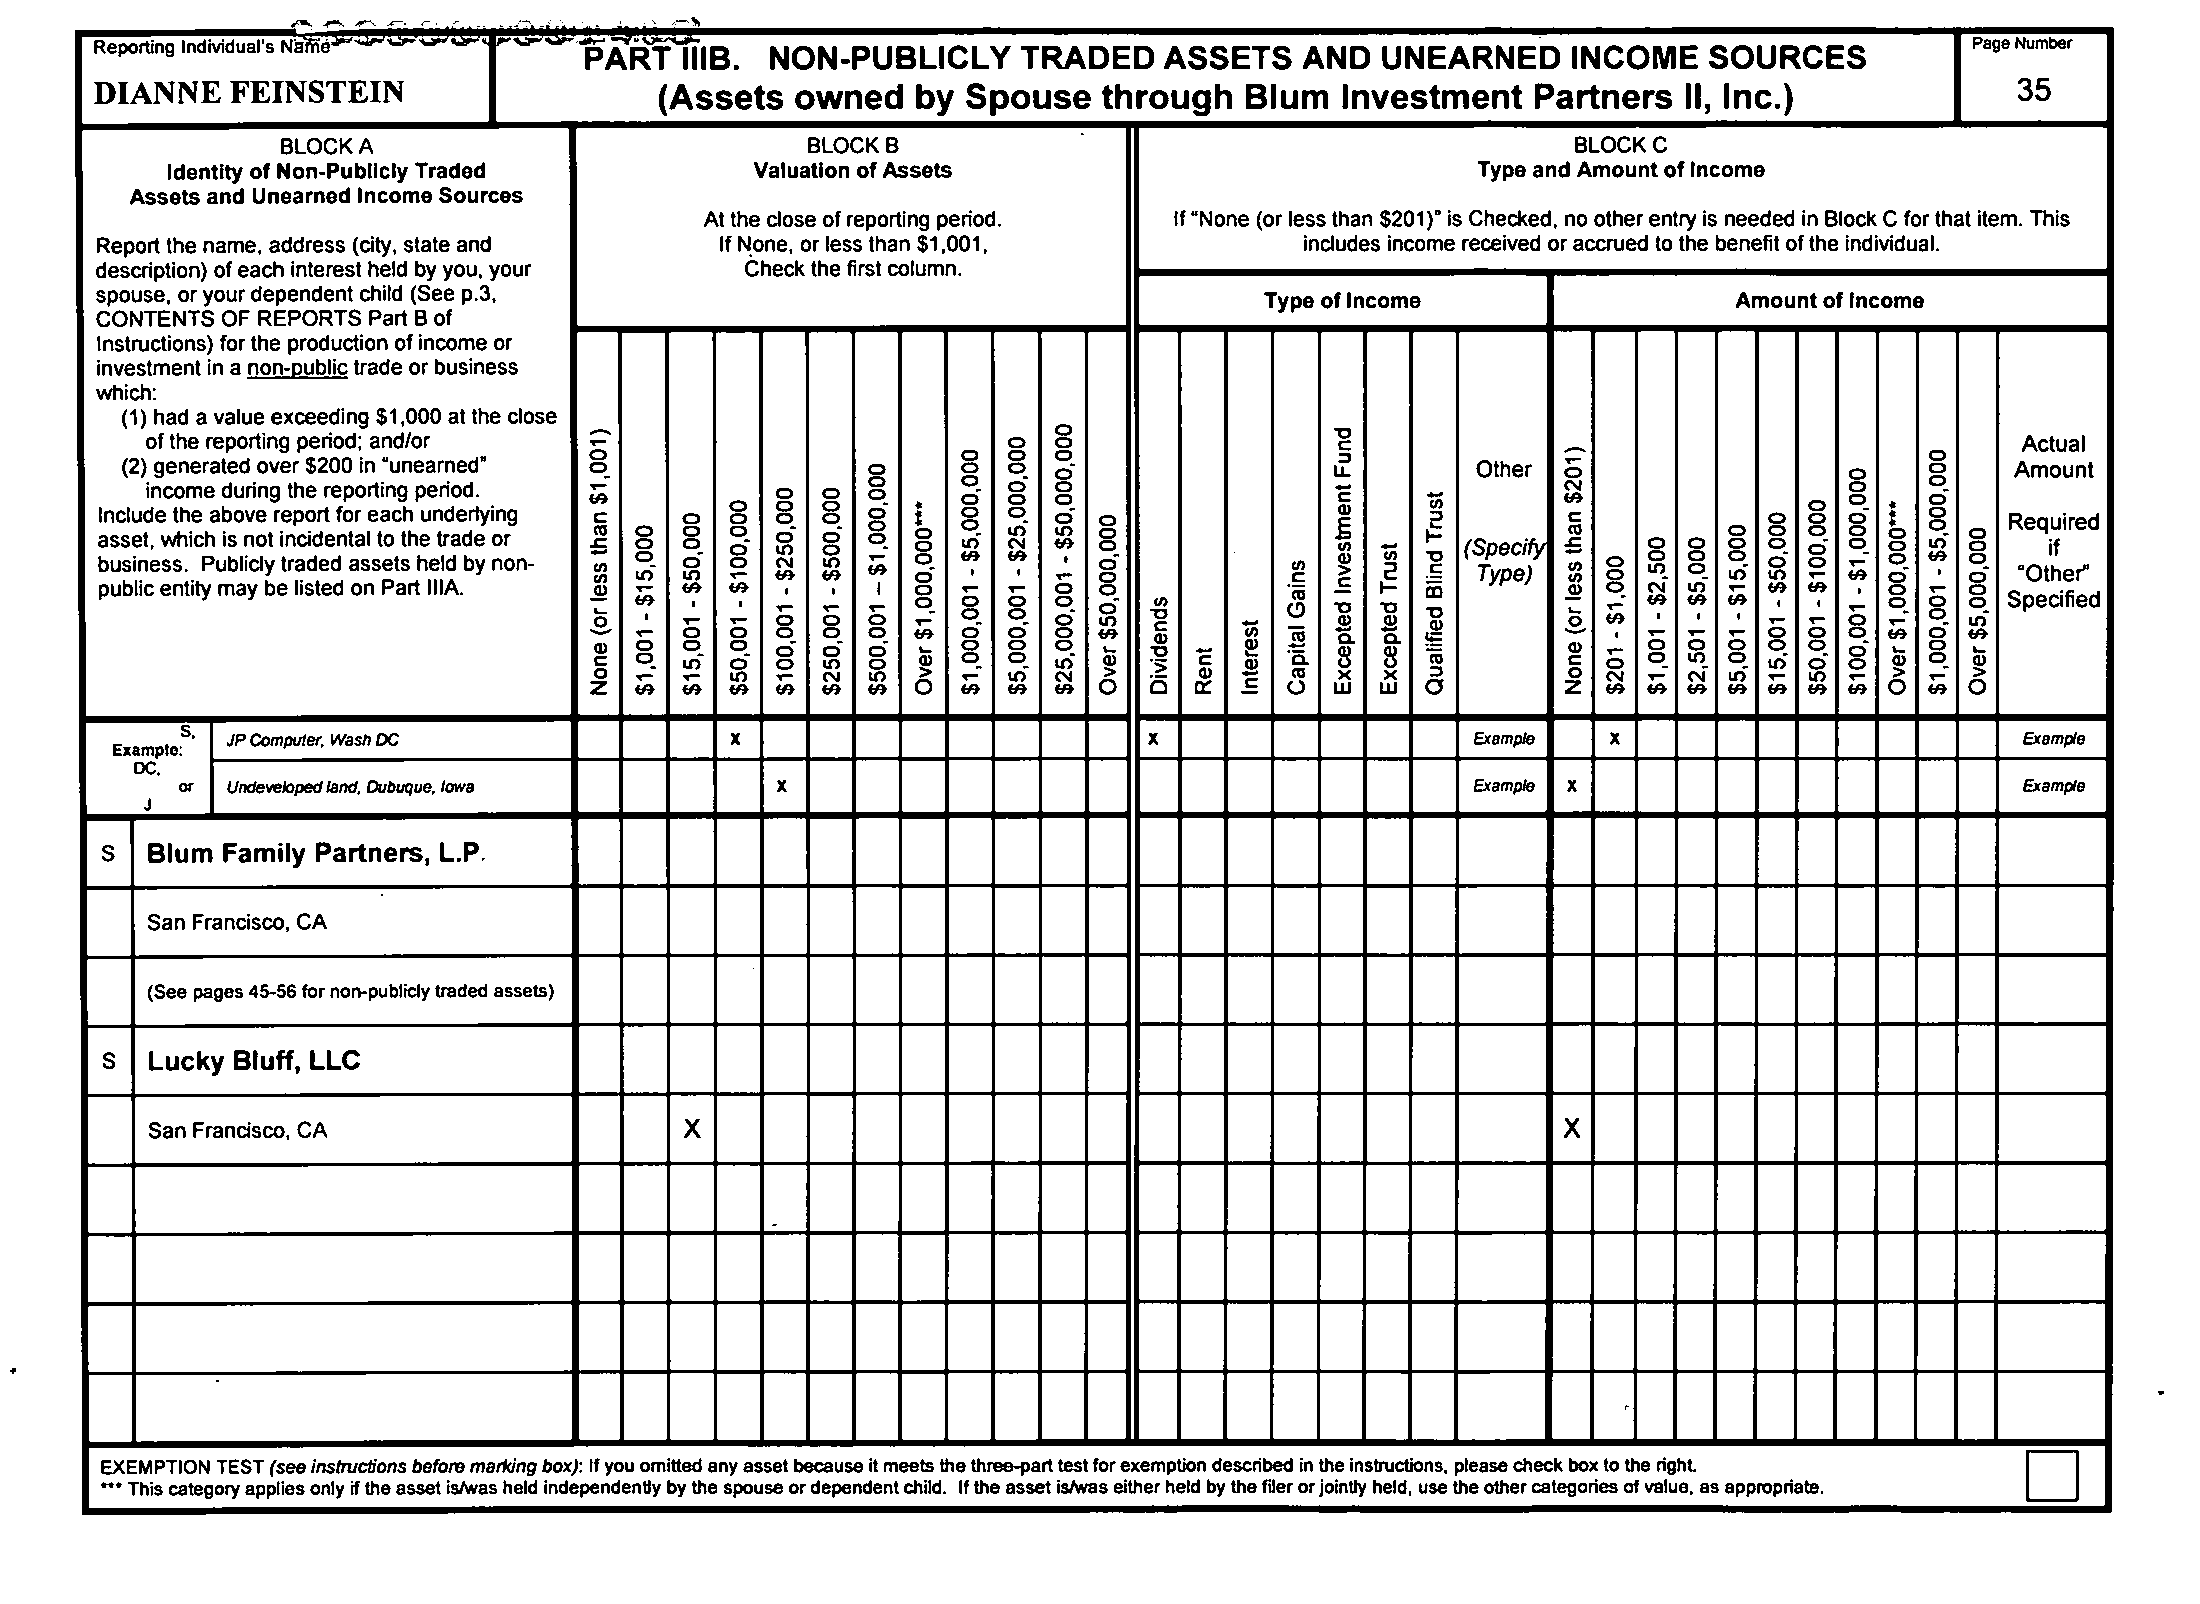 Reporting Individual's Name
DIANNE FEINSTEIN
PART IIIB. NON-PUBLICLY TRADED ASSETS AND UNEARNED INCOME SOURCES
(Assets owned by Spouse through Blum Investment Partners II, Inc.)
Page Number
35
BLOCK A
Identity of Non-Publicly Traded
Assets and Unearned Income Sources
Report the name, address (city, state and
description) of each interest held by you, your
spouse, or your dependent child (See p.3,
CONTENTS OF REPORTS Part B of
Instructions) for the production of income or
investment in a non-public trade or business
which:
(1) had a value exceeding $1,000 at the close
of the reporting period; and/or
(2) generated over $200 in "unearned"
income during the reporting period.
Include the above report for each underlying
asset, which is not incidental to the trade or
business. Publicly traded assets held by non-
public entity may be listed on Part IIIA.
BLOCK B
Valuation of Assets
At the close of reporting period.
If None, or less than $1,001,
Check the first column.
None (or less than $1,001)
$1,001 - $15,000
$15,001 - $50,000
$50,001 - $100,000
$100,001 - $250,000
$250,001 - $500,000
$500,001 – $1,000,000
Over $1,000,000***
$1,000,001 - $5,000,000
$5,000,001 - $25,000,000
$25,000,001 - $50,000,000
Over $50,000,000
BLOCK C
Type and Amount of Income
If "None (or less than $201)" is Checked, no other entry is needed in Block C for that item. This
includes income received or accrued to the benefit of the individual.
Type of Income
Dividends
Rent
Interest
Capital Gains
Excepted Investment Fund
Excepted Trust
Qualified Blind Trust
Other
(Specify
Type)
Amount of Income
None (or less than $201)
$201 - $1,000
$1,001 - $2,500
$2,501 - $5,000
$5,001 - $15,000
$15,001 - $50,000
$50,001 - $100,000
$100,001 - $1,000,000
Over $1,000,000***
$1,000,001 - $5,000,000
Over $5,000,000
Actual
Amount
Required
if
"Other"
Specified
Example:
S,
DC,
or
J
JP Computer, Wash DC X X Example X Example
Undeveloped land, Dubuque, Iowa X Example X Example
S Blum Family Partners, L.P.
San Francisco, CA
(See pages 45-56 for non-publicly traded assets)
S Lucky Bluff, LLC
San Francisco, CA X X
EXEMPTION TEST (see instructions before marking box): If you omitted any asset because it meets the three-part test for exemption described in the instructions, please check box to the right.
*** This category applies only if the asset is/was held independently by the spouse or dependent child. If the asset is/was either held by the filer or jointly held, use the other categories of value, as appropriate.